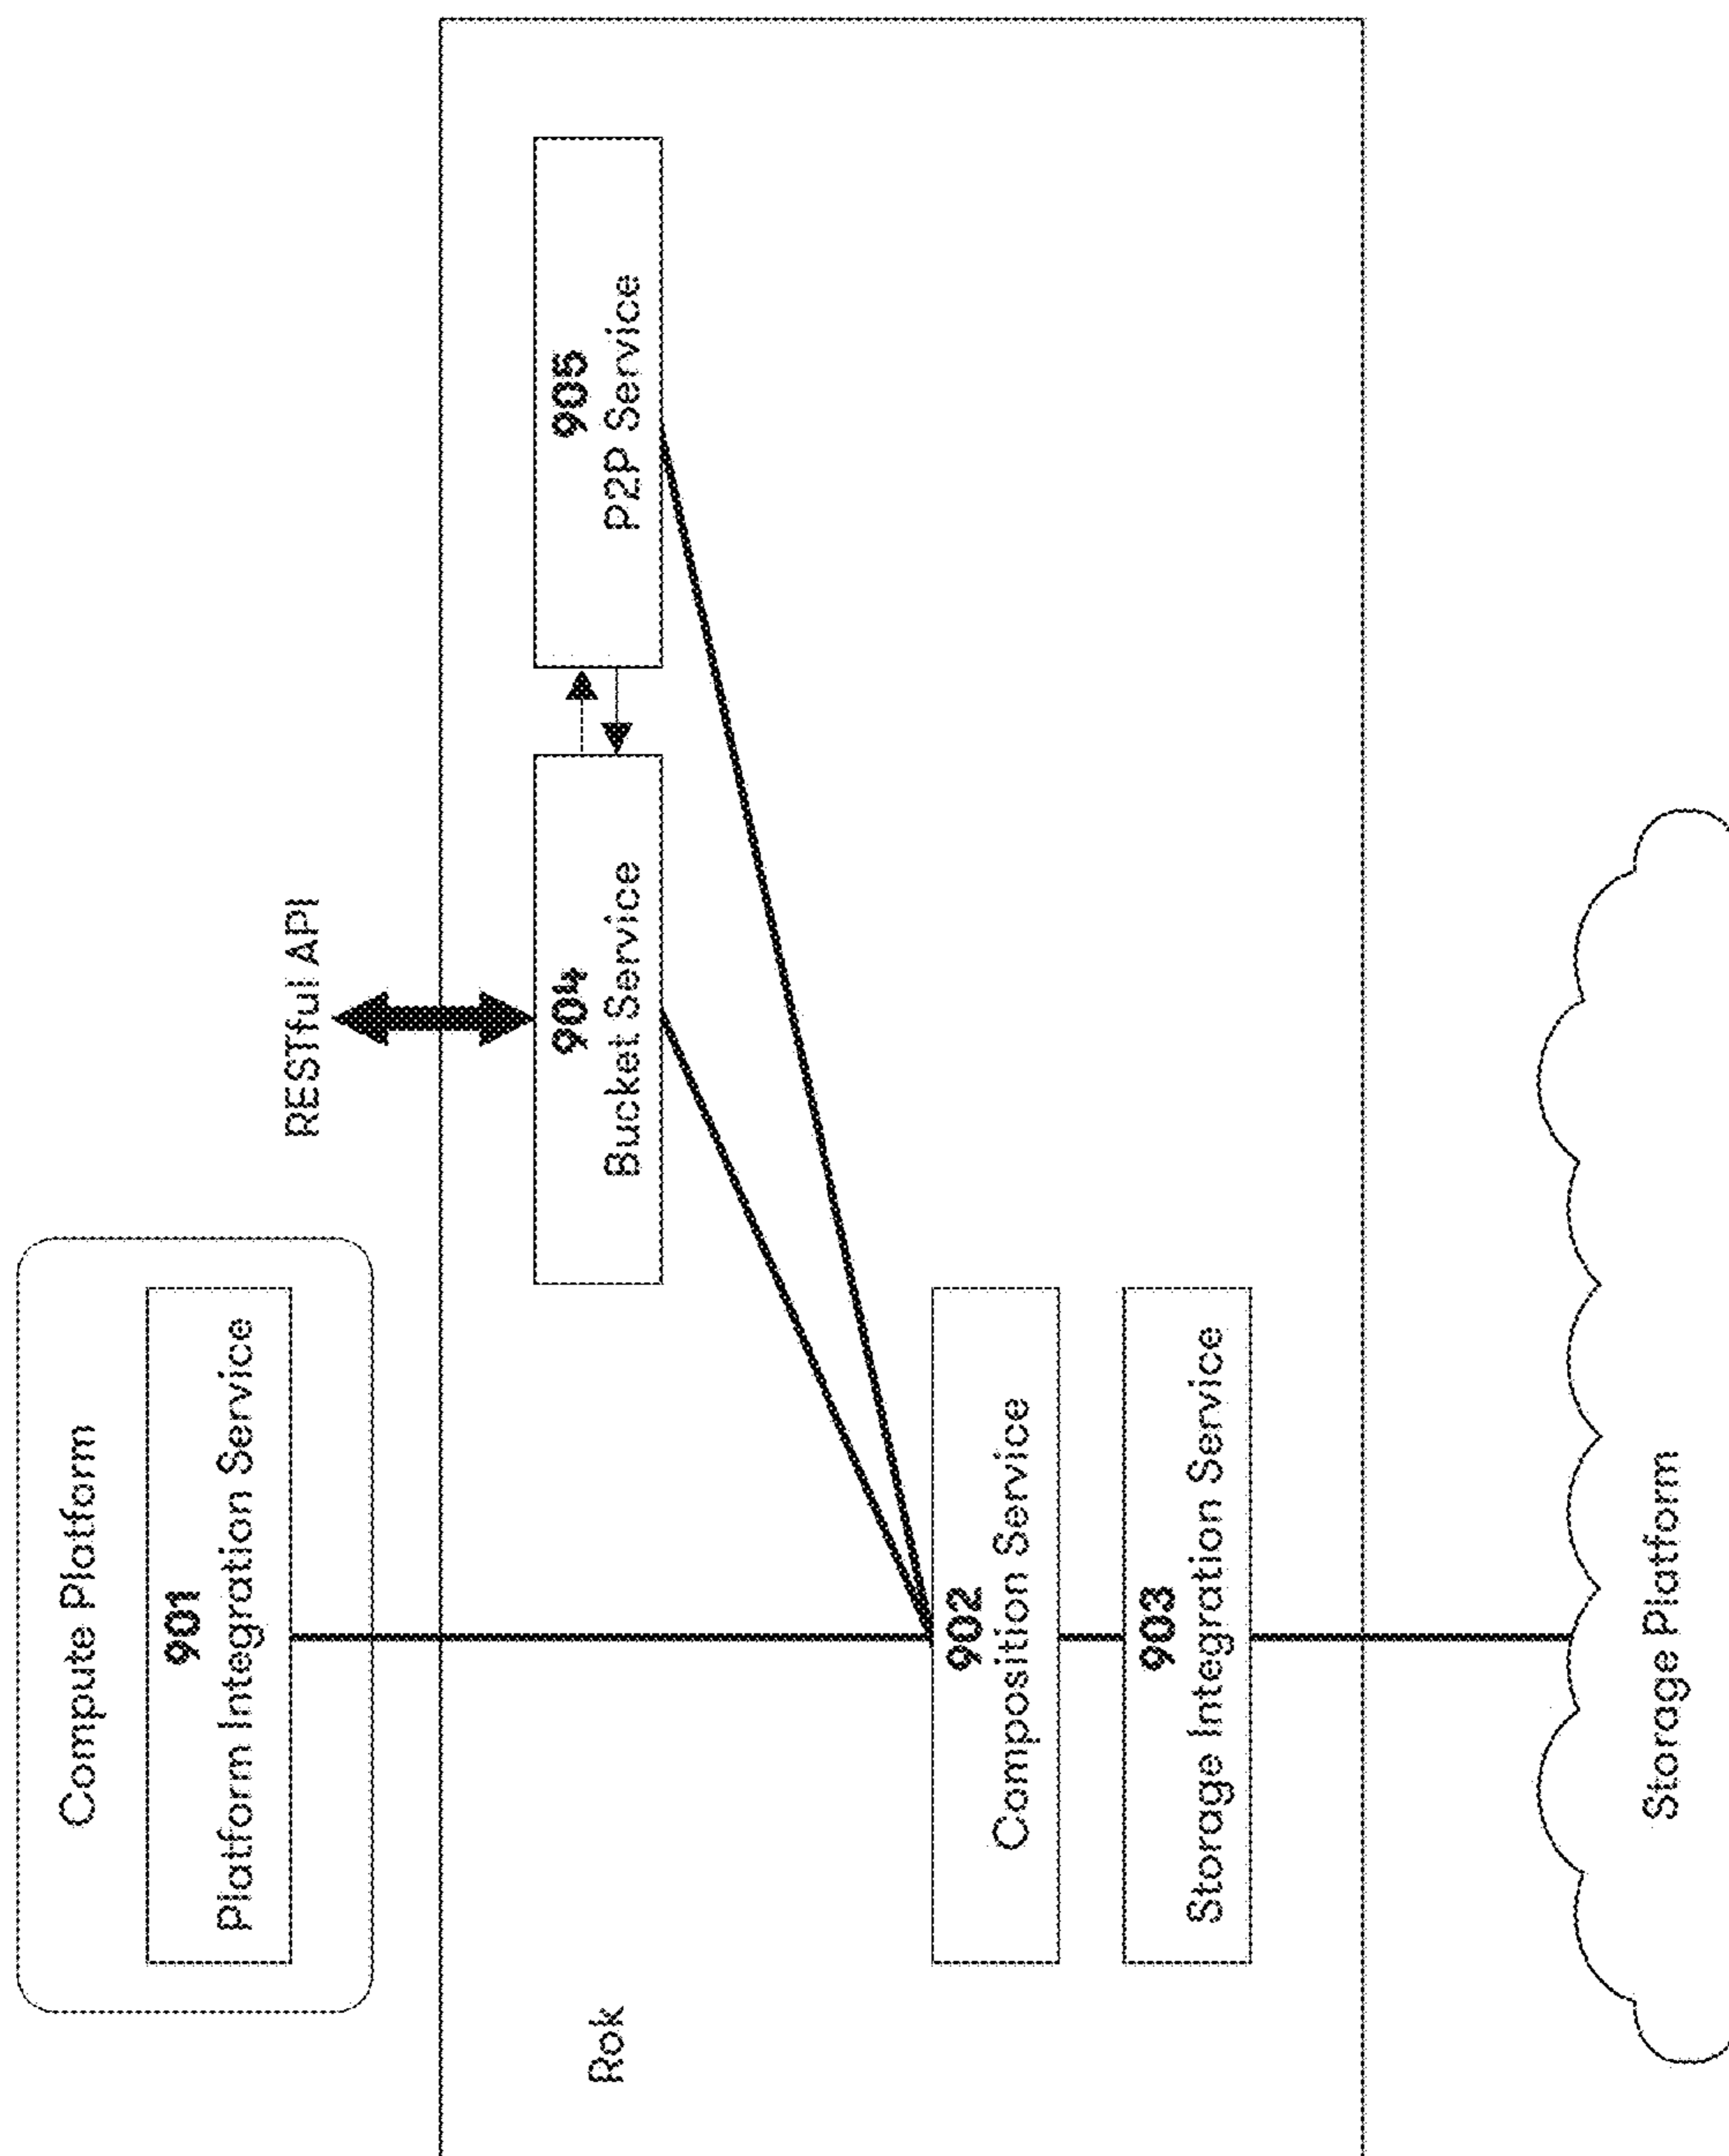 Compute Platform
901
Platform Integration Service
RESTful API
Rok
904
Bucket Service
905
P2P Service
902
Composition Service
903
Storage Integration Service
Storage Platform